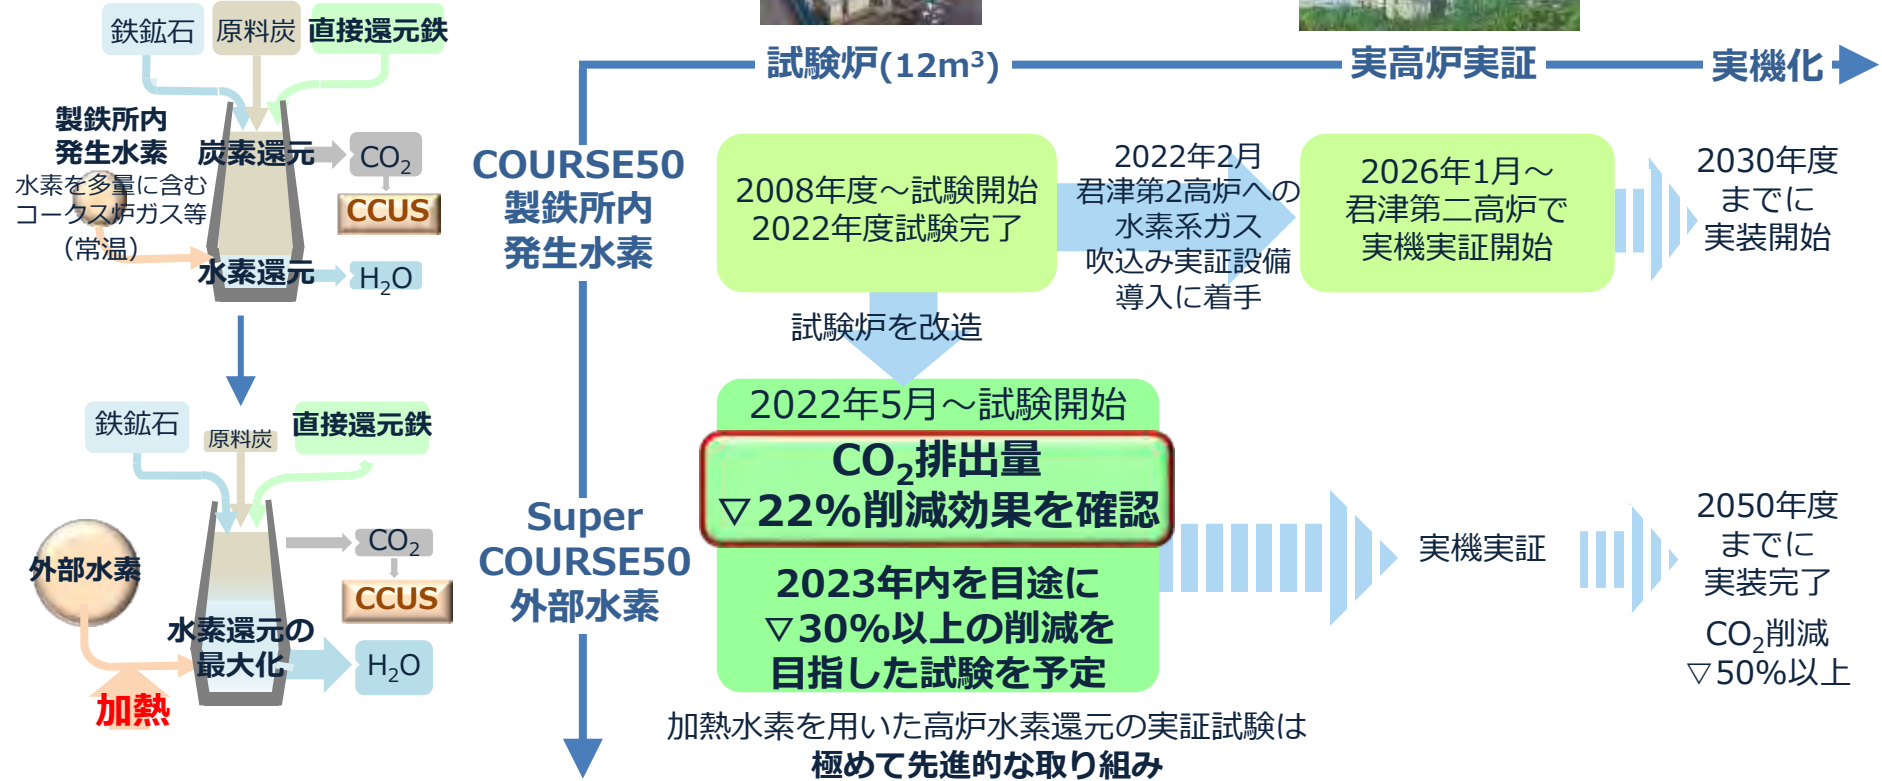 鉄鉱石
原料炭
直接還元鉄
製鉄所内
発生水素
水素を多量に含む
コークス炉ガス等
（常温）
炭素還元
CO2
CCUS
水素還元
H2O
鉄鉱石
原料炭
直接還元鉄
外部水素
CO2
CCUS
水素還元の
最大化
H2O
加熱
試験炉(12m³)
実高炉実証
実機化
COURSE50
製鉄所内
発生水素
2008年度～試験開始
2022年度試験完了
2022年2月
君津第2高炉への
水素系ガス
吹込み実証設備
導入に着手
2026年1月～
君津第二高炉で
実機実証開始
2030年度
までに
実装開始
試験炉を改造
Super
COURSE50
外部水素
2022年5月～試験開始
CO2排出量
▽22%削減効果を確認
2023年内を目途に
▽30%以上の削減を
目指した試験を予定
実機実証
2050年度
までに
実装完了
CO2削減
▽50%以上
加熱水素を用いた高炉水素還元の実証試験は
極めて先進的な取り組み